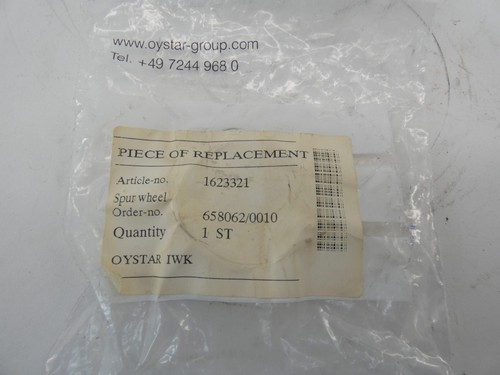 www.oystar-group.com
Tel. +49 7244 968 0
PIECE OF REPLACEMENT
Article-no. 1623321
Spur wheel
Order-no. 658062/0010
Quantity 1 ST
OYSTAR IWK